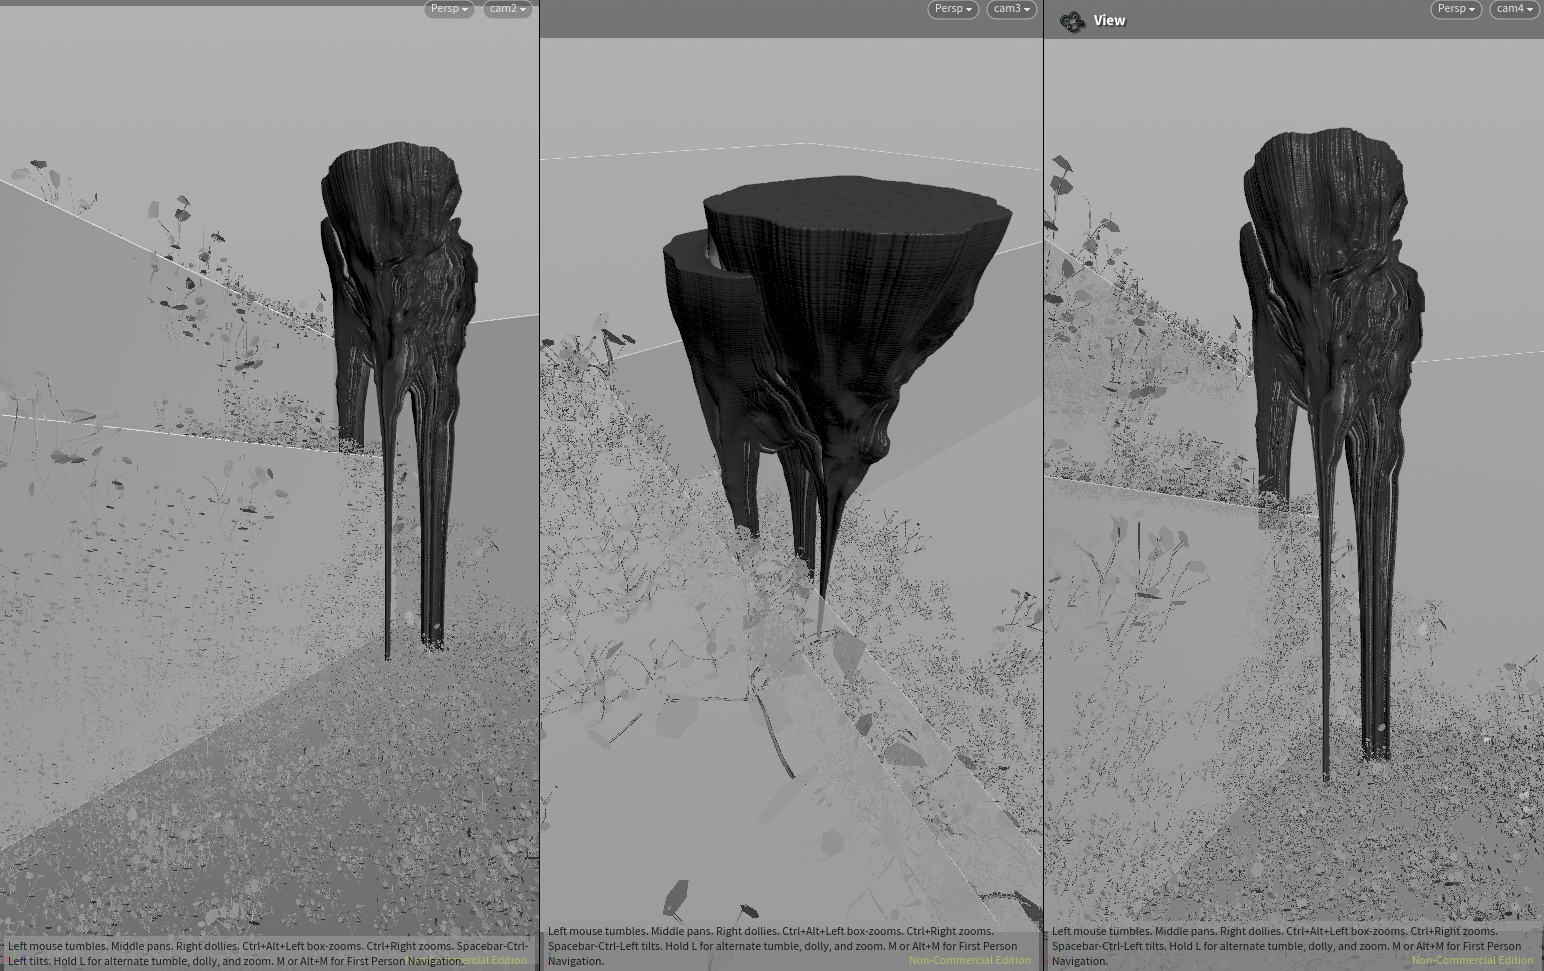 Persp
cam2
Persp
cam3
View
Persp
cam4
Left mouse tumbles. Middle pans. Right dollies. Ctrl+Alt+Left box-zooms. Ctrl+Right zooms. Spacebar-Ctrl-
Left tilts. Hold L for alternate tumble, dolly, and zoom. M or Alt+M for First Person Navigation.
Non-Commercial Edition
Left mouse tumbles. Middle pans. Right dollies. Ctrl+Alt+Left box-zooms. Ctrl+Right zooms.
Spacebar-Ctrl-Left tilts. Hold L for alternate tumble, dolly, and zoom. M or Alt+M for First Person
Navigation.
Non-Commercial Edition
Left mouse tumbles. Middle pans. Right dollies. Ctrl+Alt+Left box-zooms. Ctrl+Right zooms.
Spacebar-Ctrl-Left tilts. Hold L for alternate tumble, dolly, and zoom. M or Alt+M for First Person
Navigation.
Non-Commercial Edition